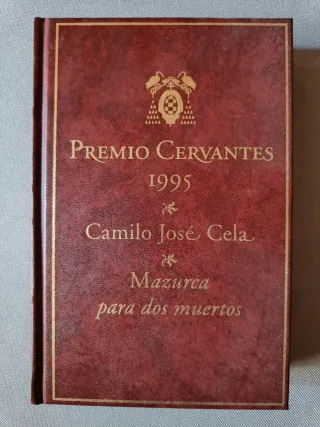 PREMIO CERVANTES
1995
Camilo José Cela
Mazurca
para dos muertos